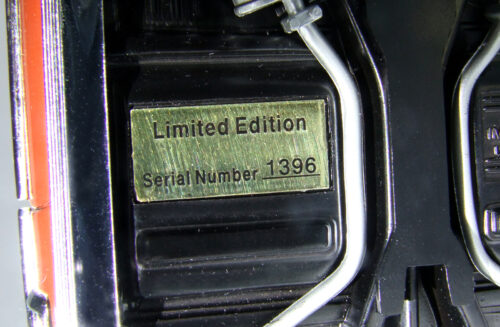 Limited Edition
Serial Number 1396